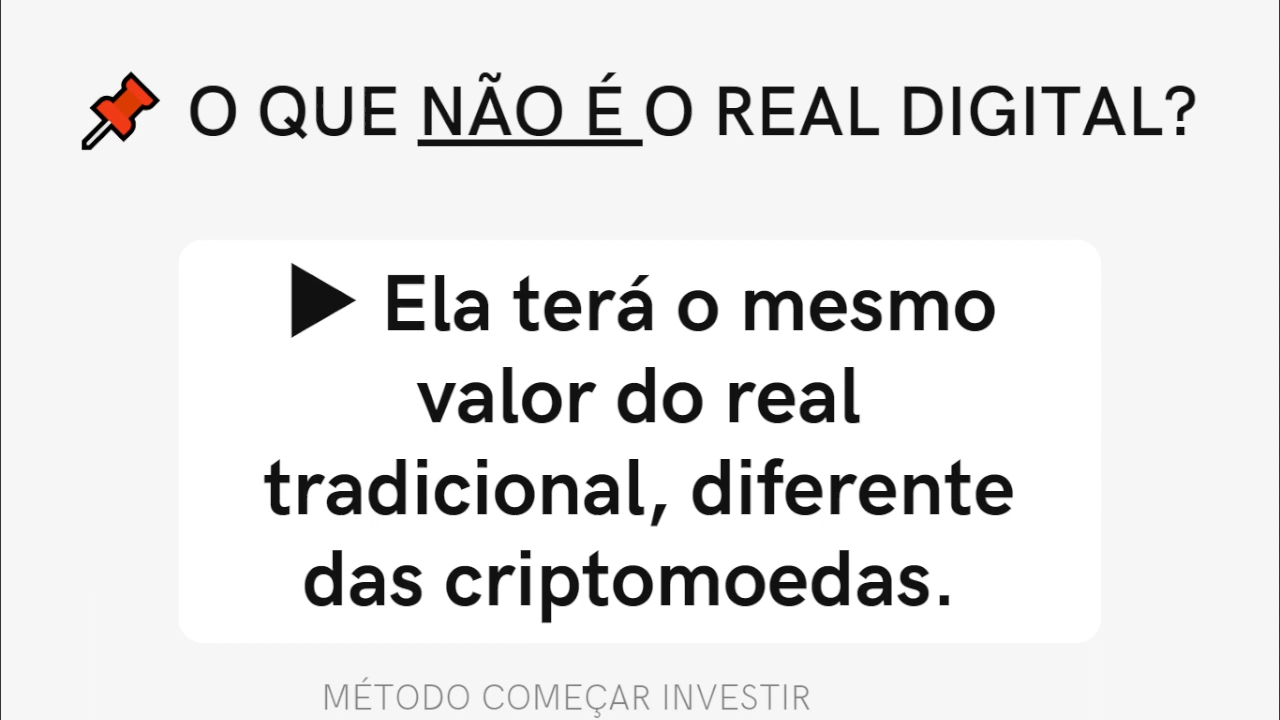 📌 O QUE NÃO É O REAL DIGITAL?
▶ Ela terá o mesmo
valor do real
tradicional, diferente
das criptomoedas.
MÉTODO COMEÇAR INVESTIR